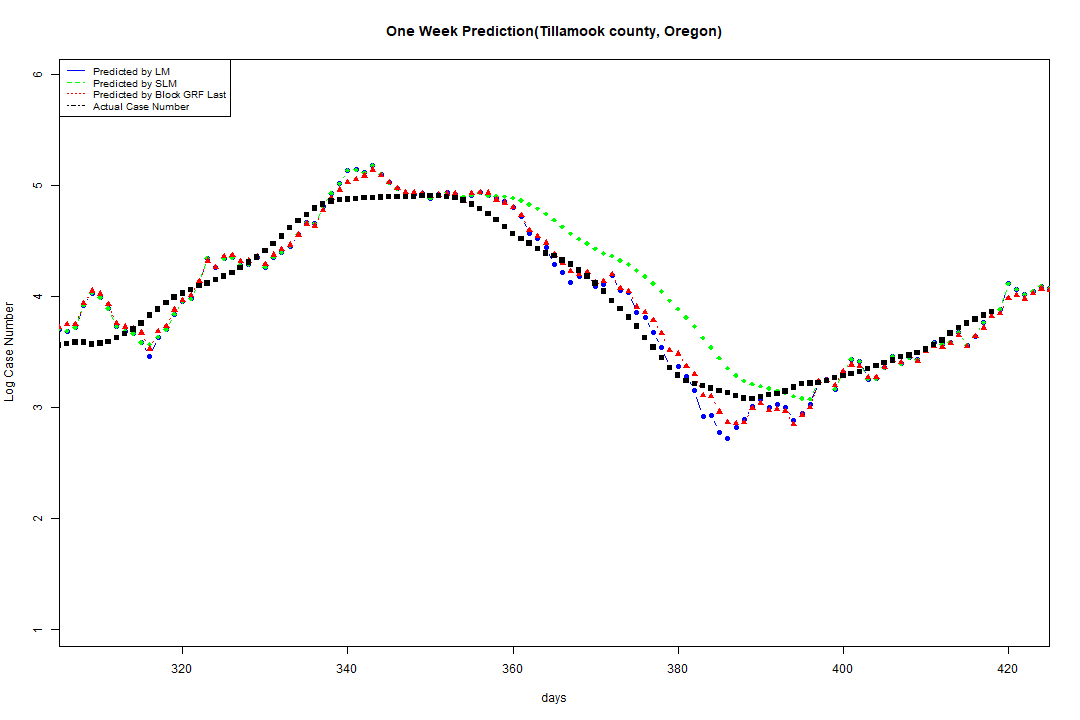 One Week Prediction(Tillamook county, Oregon)
Predicted by LM
Predicted by SLM
Predicted by Block GRF Last
Actual Case Number
6
5
4
3
2
1
Log Case Number
320 340 360 380 400 420
days